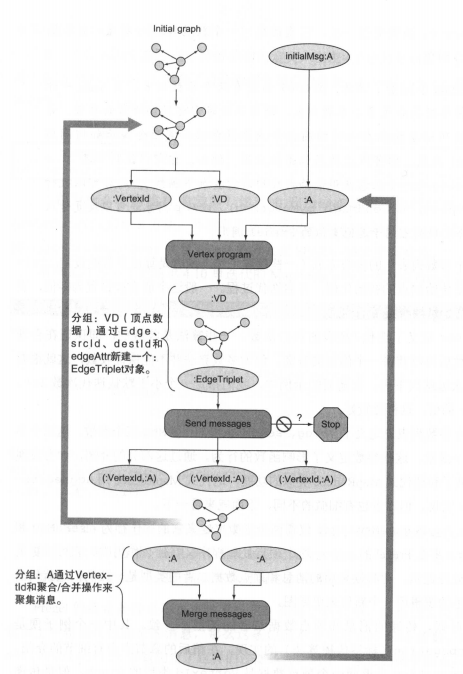 Initial graph
initialMsg:A
:VertexId
:VD
:A
Vertex program
:VD
分组：VD（顶点数
据）通过Edge、
srcId、destId和
edgeAttr新建一个：
EdgeTriplet对象。
:EdgeTriplet
Send messages
?
Stop
(:VertexId,:A)
(:VertexId,:A)
(:VertexId,:A)
:A
:A
分组：A通过Vertex-
tId和聚合/合并操作来
聚集消息。
Merge messages
:A